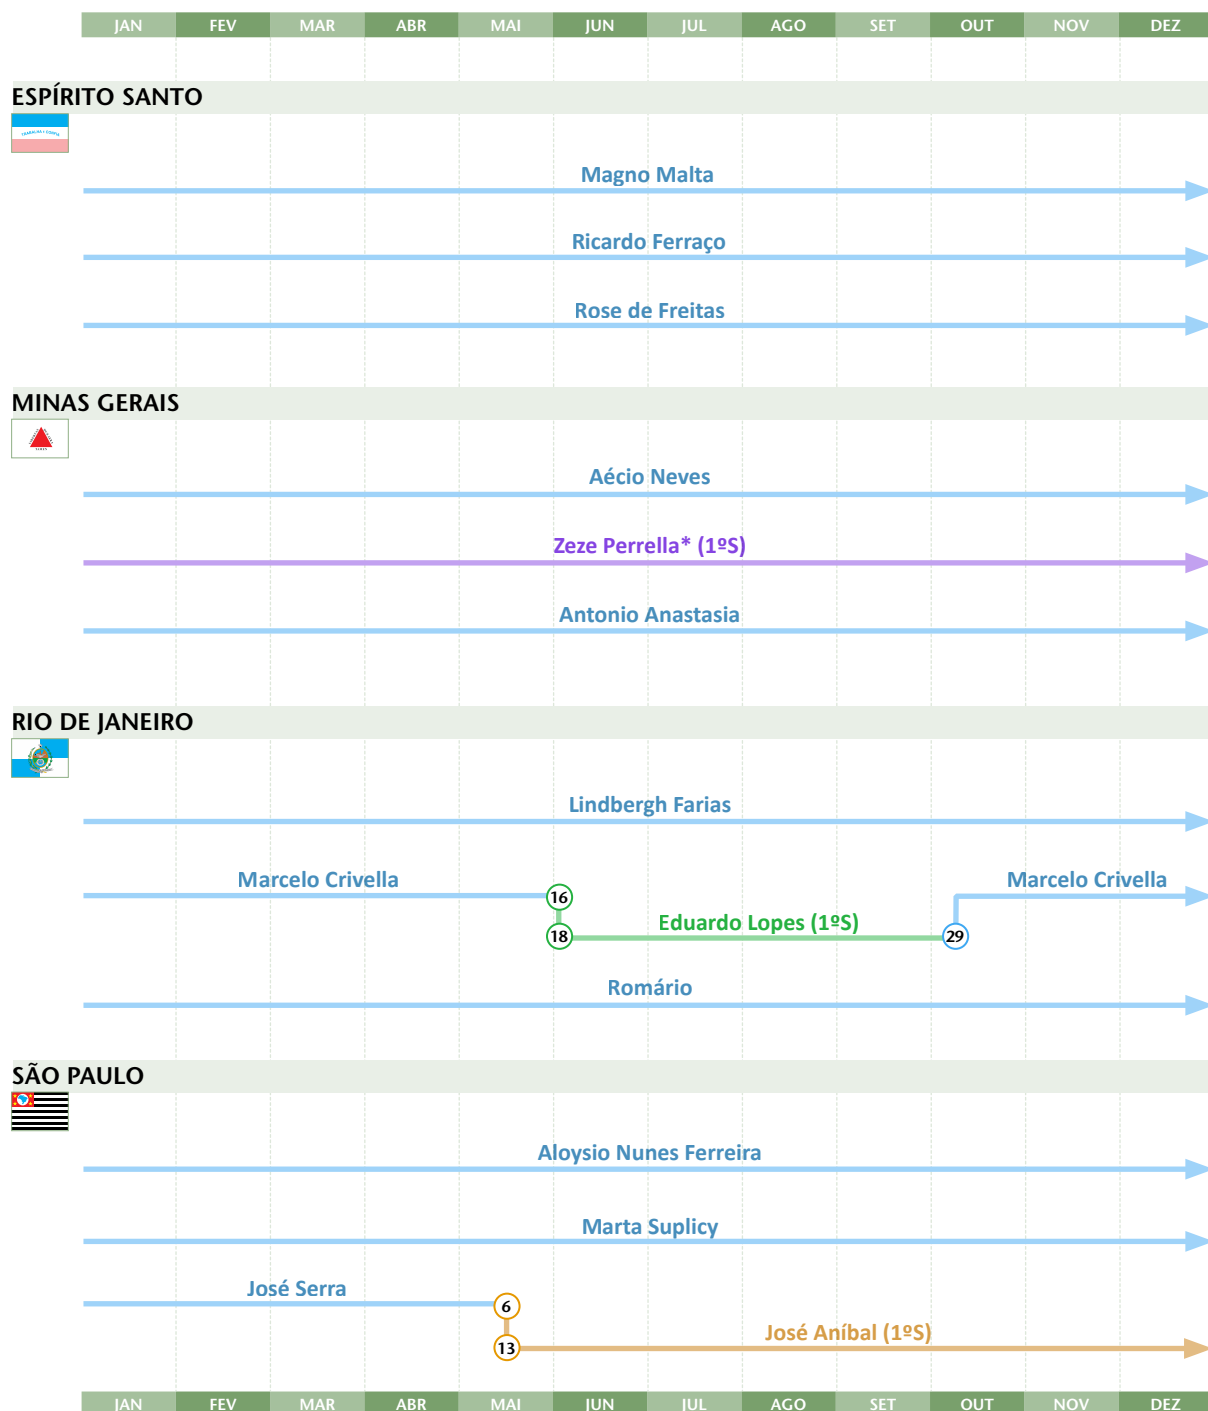 JAN FEV MAR ABR MAI JUN JUL AGO SET OUT NOV DEZ
ESPÍRITO SANTO
Magno Malta
Ricardo Ferraço
Rose de Freitas
MINAS GERAIS
Aécio Neves
Zeze Perrella* (1ºS)
Antonio Anastasia
RIO DE JANEIRO
Lindbergh Farias
Marcelo Crivella Marcelo Crivella
16
Eduardo Lopes (1ºS)
18 29
Romário
SÃO PAULO
Aloysio Nunes Ferreira
Marta Suplicy
José Serra
6
José Aníbal (1ºS)
13
JAN FEV MAR ABR MAI JUN JUL AGO SET OUT NOV DEZ